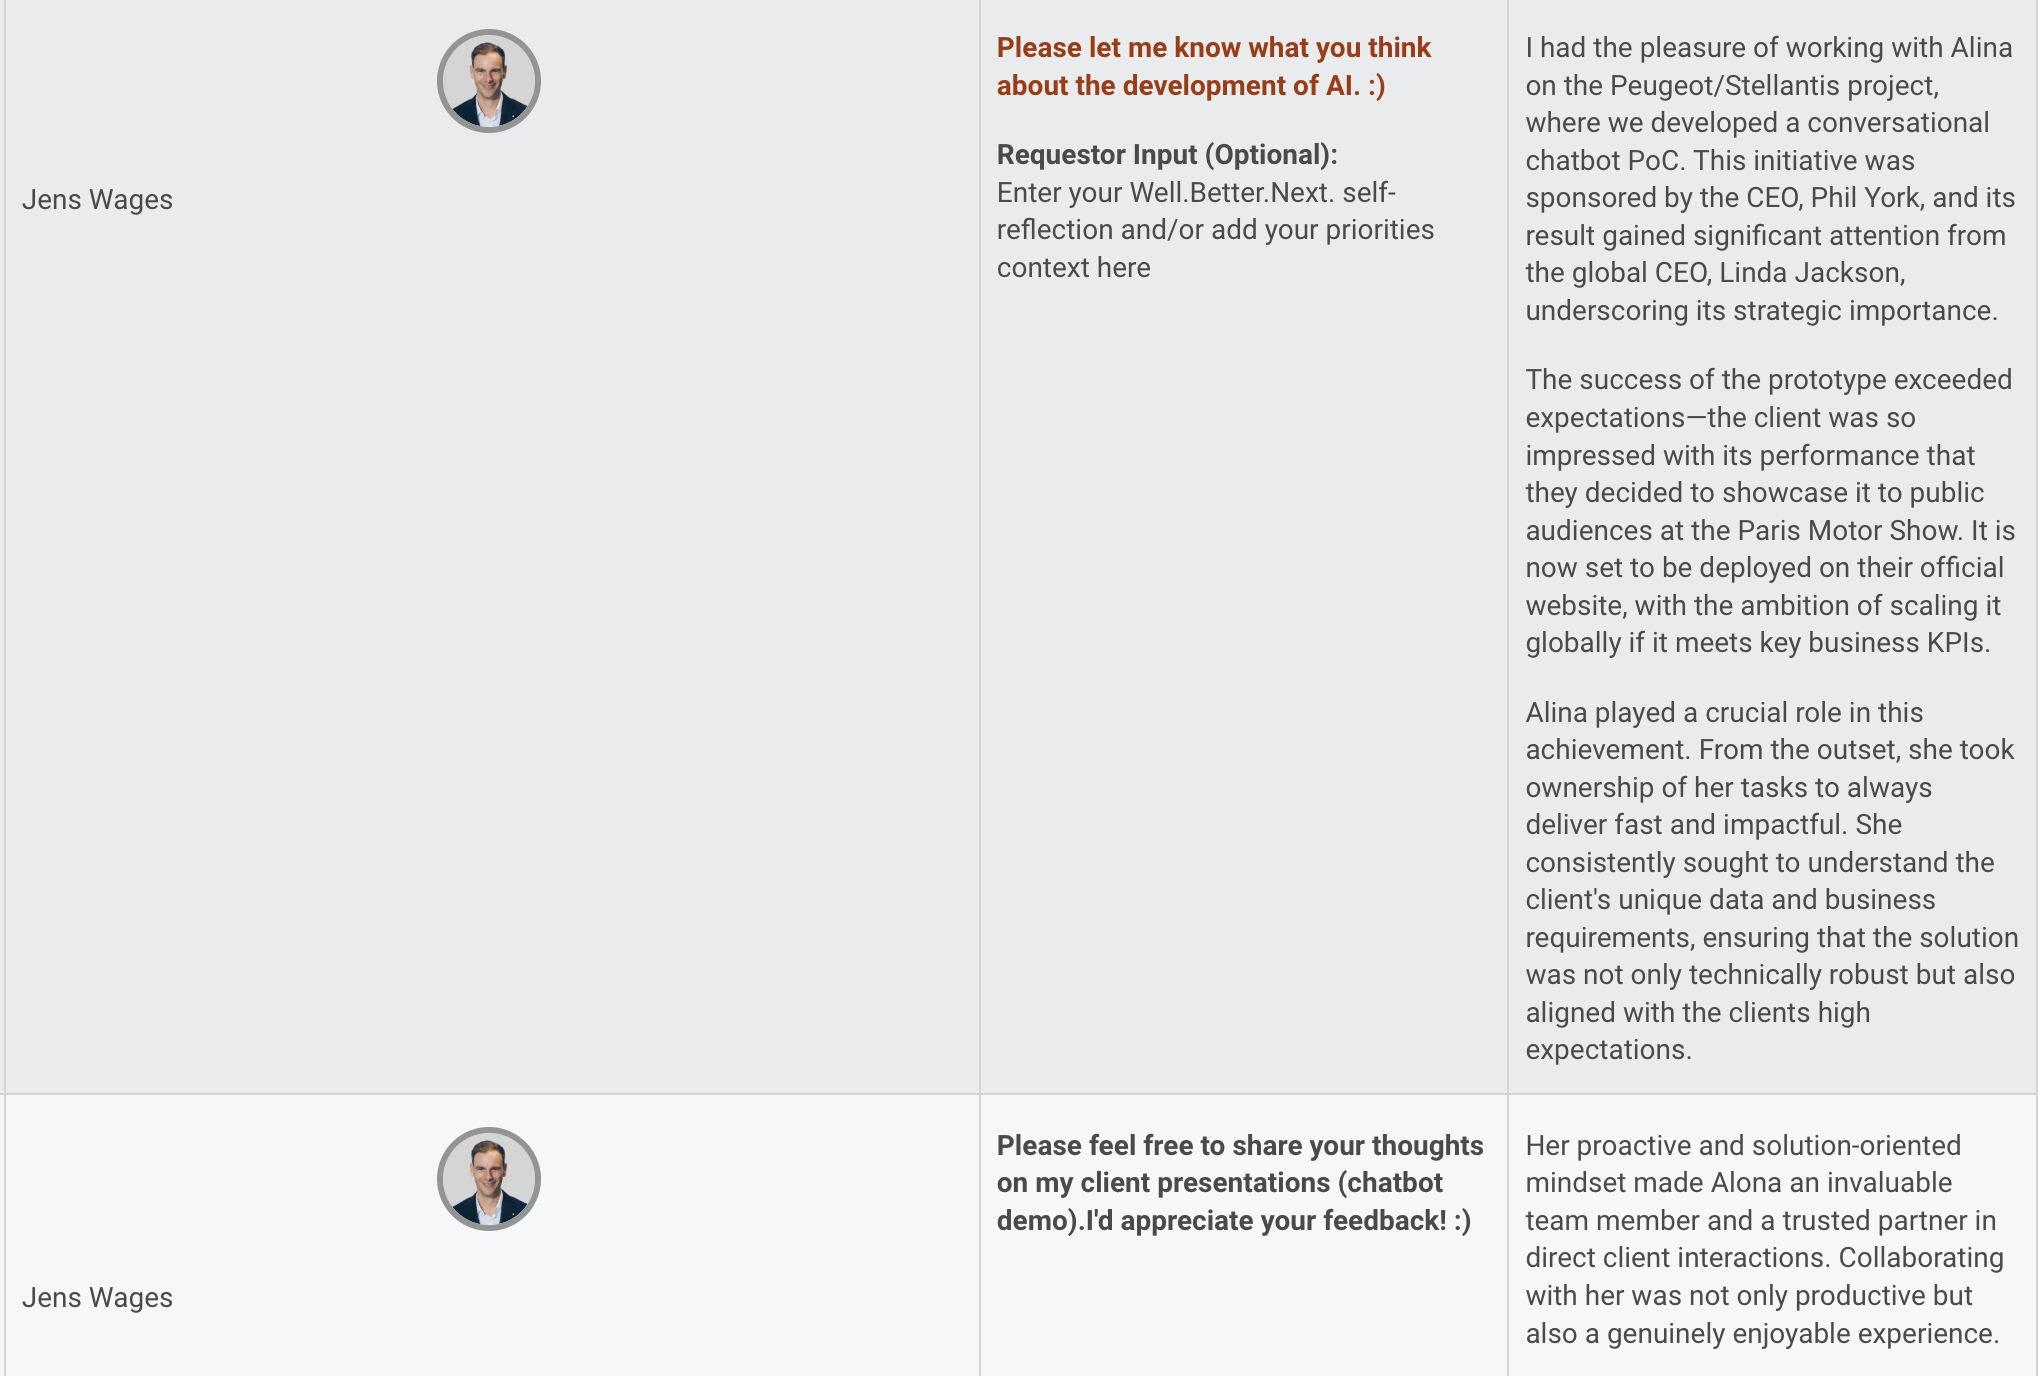 Jens Wages
Please let me know what you think
about the development of AI. :)
Requestor Input (Optional):
Enter your Well.Better.Next. self-
reflection and/or add your priorities
context here
I had the pleasure of working with Alina
on the Peugeot/Stellantis project,
where we developed a conversational
chatbot PoC. This initiative was
sponsored by the CEO, Phil York, and its
result gained significant attention from
the global CEO, Linda Jackson,
underscoring its strategic importance.
The success of the prototype exceeded
expectations—the client was so
impressed with its performance that
they decided to showcase it to public
audiences at the Paris Motor Show. It is
now set to be deployed on their official
website, with the ambition of scaling it
globally if it meets key business KPIs.
Alina played a crucial role in this
achievement. From the outset, she took
ownership of her tasks to always
deliver fast and impactful. She
consistently sought to understand the
client's unique data and business
requirements, ensuring that the solution
was not only technically robust but also
aligned with the clients high
expectations.
Jens Wages
Please feel free to share your thoughts
on my client presentations (chatbot
demo).I'd appreciate your feedback! :)
Her proactive and solution-oriented
mindset made Alona an invaluable
team member and a trusted partner in
direct client interactions. Collaborating
with her was not only productive but
also a genuinely enjoyable experience.